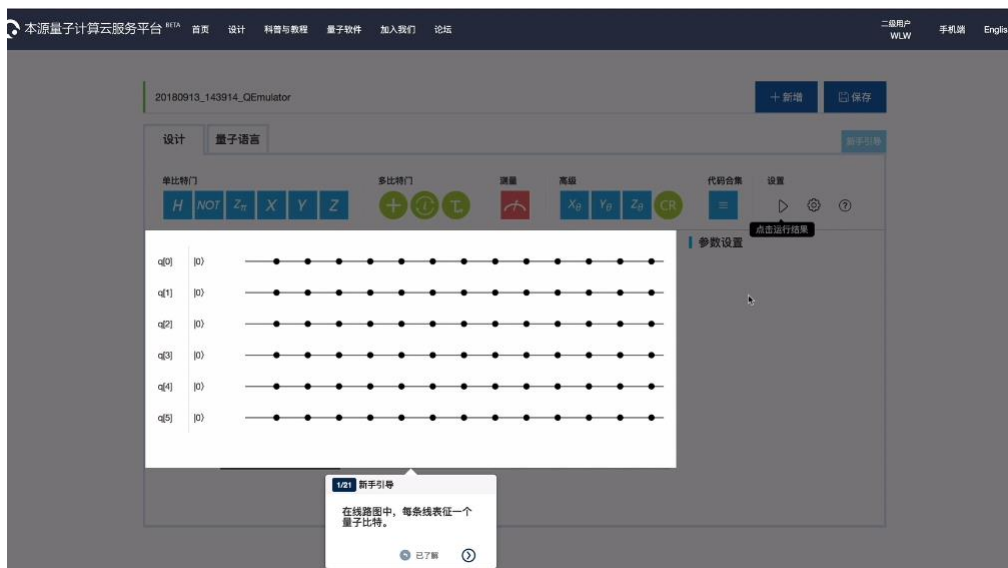 本源量子计算云服务平台 BETA 首页 设计 科普与教程 量子软件 加入我们 论坛 二级用户 WLW 手机端 Englis
20180913_143914_QEmulator
+ 新增 保存
设计 量子语言 新手引导
单比特门 多比特门 测量 高级 代码合集 设置
H NOT Zπ X Y Z i Xθ Yθ Zθ CR
点击运行结果
参数设置
q[0] |0⟩
q[1] |0⟩
q[2] |0⟩
q[3] |0⟩
q[4] |0⟩
q[5] |0⟩
1/21 新手引导
在线路图中，每条线表征一个
量子比特。
已了解